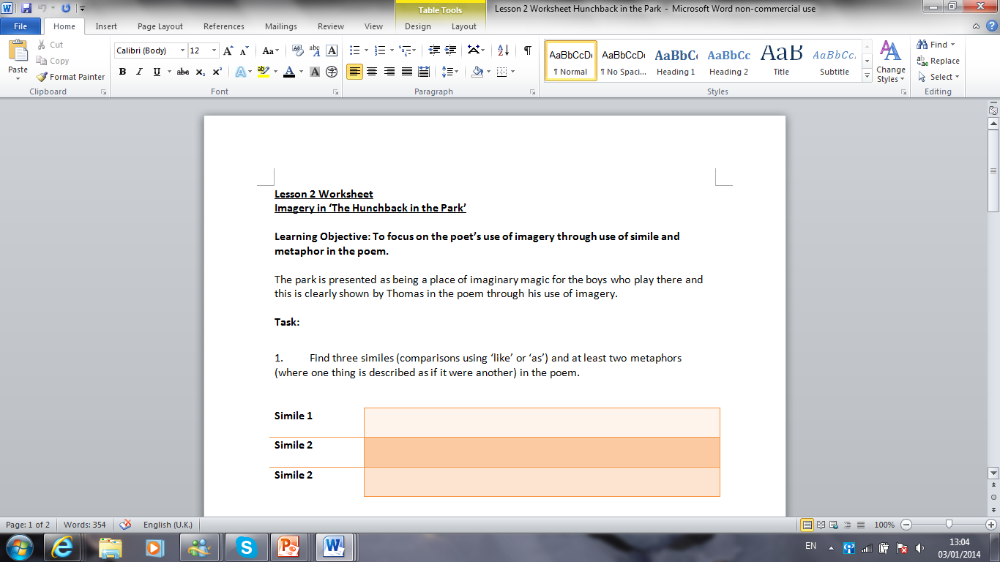 Lesson 2 Worksheet Hunchback in the Park - Microsoft Word non-commercial use
Table Tools
File Home Insert Page Layout References Mailings Review View Design Layout
Paste
Cut
Copy
Format Painter
Clipboard
Calibri (Body) 12
Font
Paragraph
AaBbCcDc AaBbCcDc AaBbC AaBbCc AaB AaBbCc.
¶ Normal ¶ No Spaci... Heading 1 Heading 2 Title Subtitle
Change Styles
Styles
Find
Replace
Select
Editing
Lesson 2 Worksheet
Imagery in ‘The Hunchback in the Park’
Learning Objective: To focus on the poet’s use of imagery through use of simile and
metaphor in the poem.
The park is presented as being a place of imaginary magic for the boys who play there and
this is clearly shown by Thomas in the poem through his use of imagery.
Task:
1. Find three similes (comparisons using ‘like’ or ‘as’) and at least two metaphors
(where one thing is described as if it were another) in the poem.
Simile 1
Simile 2
Simile 2
Page: 1 of 2 Words: 354 English (U.K.) 100%
EN
13:04
03/01/2014